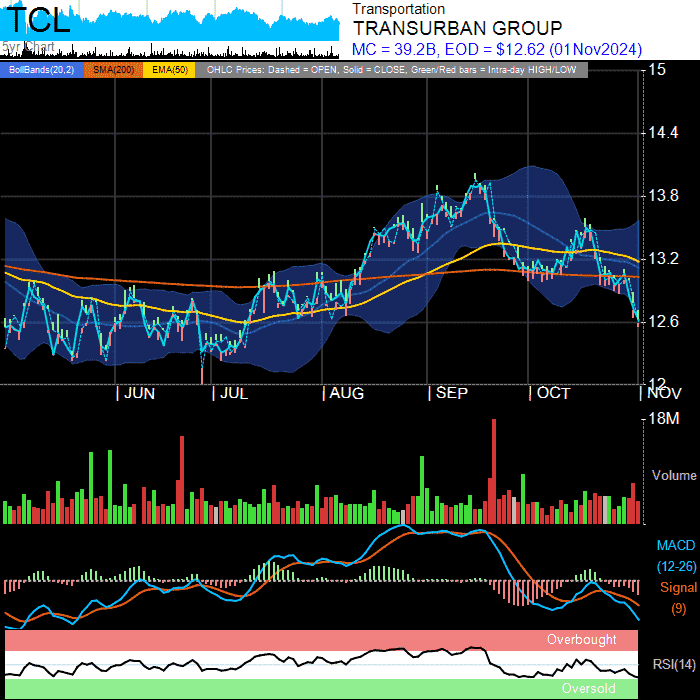 TCL
5yr Chart
Transportation
TRANSURBAN GROUP
MC = 39.2B, EOD = $12.62 (01Nov2024)
BollBands(20,2) SMA(200) EMA(50) OHLC Prices: Dashed = OPEN, Solid = CLOSE, Green/Red bars = Intra-day HIGH/LOW
15
14.4
13.8
13.2
12.6
12
| JUN | JUL | AUG | SEP | OCT | NOV
18M
Volume
MACD
(12-26)
Signal
(9)
Overbought
RSI(14)
Oversold